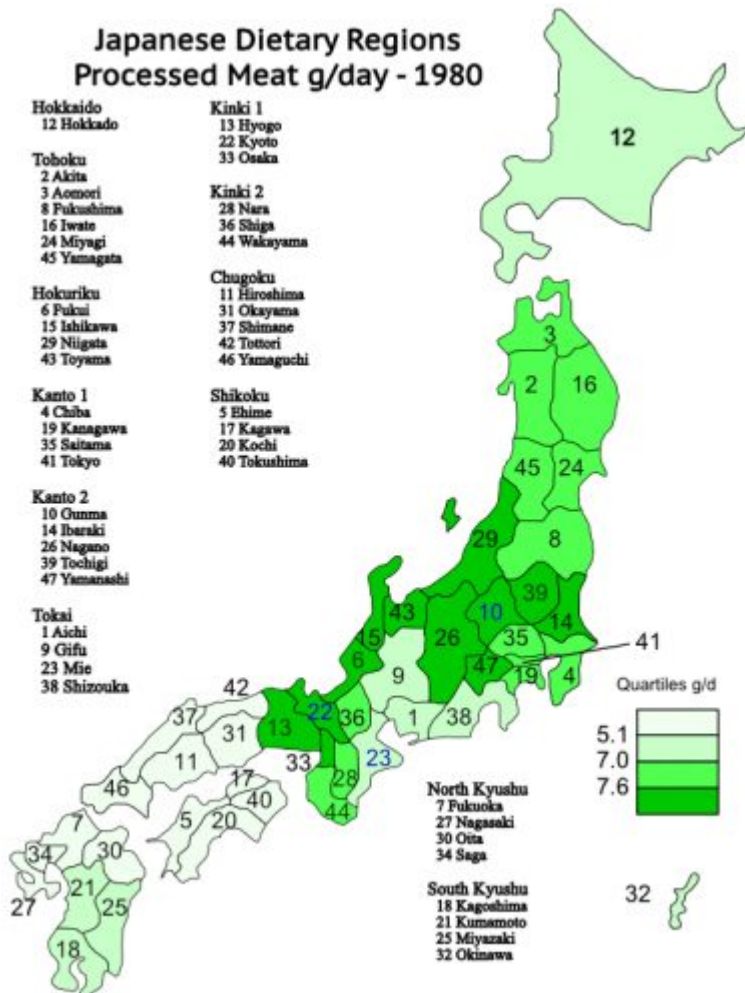 Japanese Dietary Regions
Processed Meat g/day - 1980
Hokkaido
12 Hokkado
Tohoku
2 Akita
3 Aomori
8 Fukushima
16 Iwate
24 Miyagi
45 Yamagata
Hokuriku
6 Fukui
15 Ishikawa
29 Niigata
43 Toyama
Kanto 1
4 Chiba
19 Kanagawa
35 Saitama
41 Tokyo
Kanto 2
10 Gunma
14 Ibaraki
26 Nagano
39 Tochigi
47 Yamanashi
Tokai
1 Aichi
9 Gifu
23 Mie
38 Shizouka
Kinki 1
13 Hyogo
22 Kyoto
33 Osaka
Kinki 2
28 Nara
36 Shiga
44 Wakayama
Chugoku
11 Hiroshima
31 Okayama
37 Shimane
42 Tottori
46 Yamaguchi
Shikoku
5 Ehime
17 Kagawa
20 Kochi
40 Tokushima
12
3
2
16
45
24
29
8
39
43
10
14
15
26
35
41
6
9
47
19
4
42
22
36
1
38
37
13
31
23
11
33
46
28
17
44
7
5
40
20
34
30
27
21
25
18
Quartiles g/d
5.1
7.0
7.6
North Kyushu
7 Fukuoka
27 Nagasaki
30 Oita
34 Saga
South Kyushu
18 Kagoshima
21 Kumamoto
25 Miyazaki
32 Okinawa
32